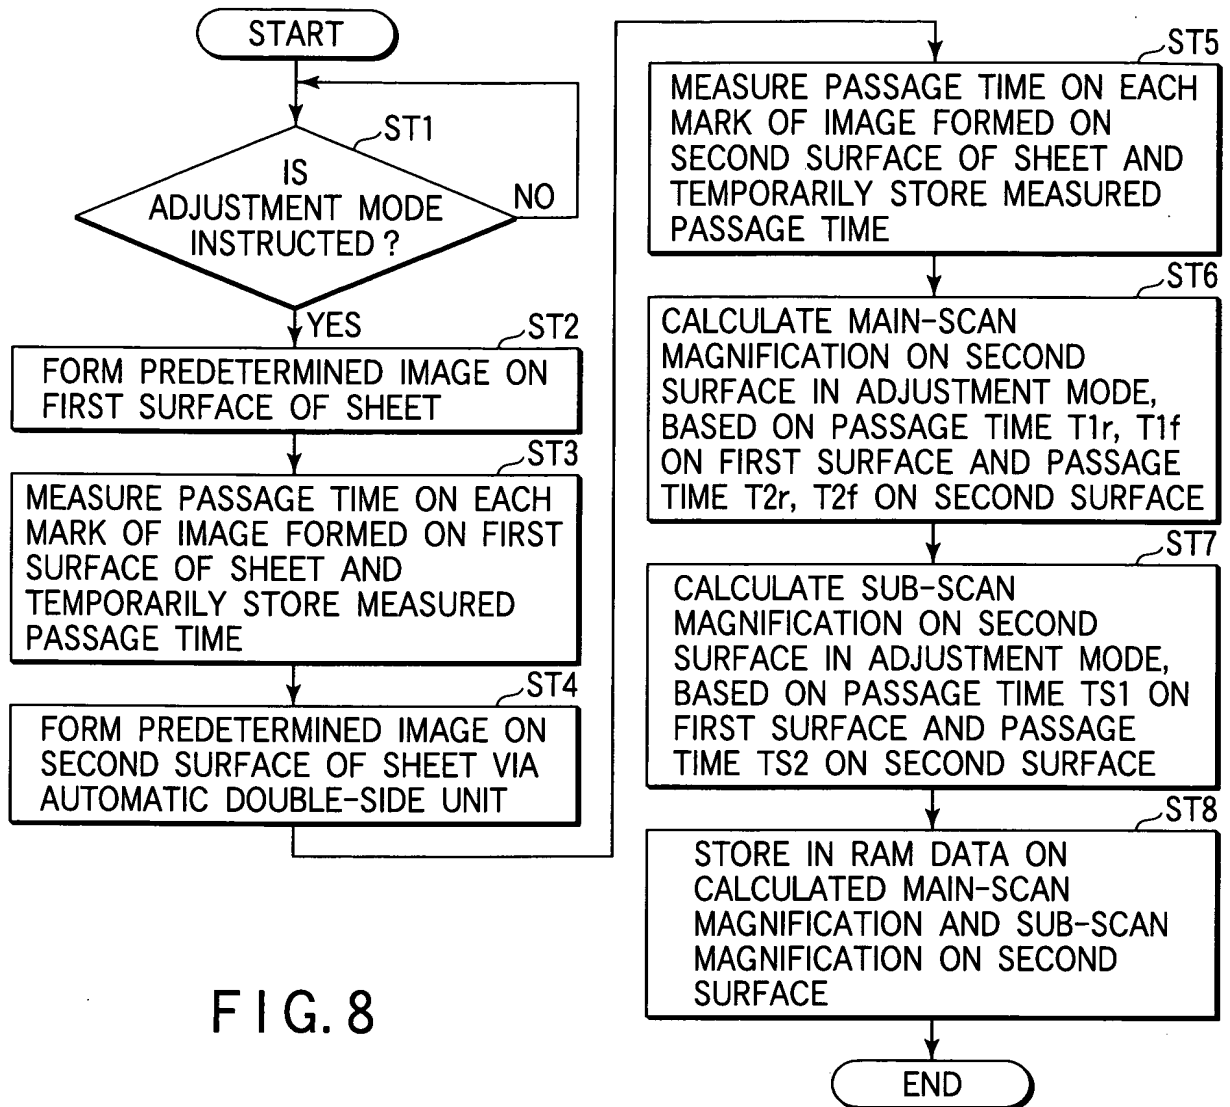 START
ST1
IS
ADJUSTMENT MODE
INSTRUCTED ?
NO
YES
ST2
FORM PREDETERMINED IMAGE ON
FIRST SURFACE OF SHEET
ST3
MEASURE PASSAGE TIME ON EACH
MARK OF IMAGE FORMED ON FIRST
SURFACE OF SHEET AND
TEMPORARILY STORE MEASURED
PASSAGE TIME
ST4
FORM PREDETERMINED IMAGE ON
SECOND SURFACE OF SHEET VIA
AUTOMATIC DOUBLE-SIDE UNIT
ST5
MEASURE PASSAGE TIME ON EACH
MARK OF IMAGE FORMED ON
SECOND SURFACE OF SHEET AND
TEMPORARILY STORE MEASURED
PASSAGE TIME
ST6
CALCULATE MAIN-SCAN
MAGNIFICATION ON SECOND
SURFACE IN ADJUSTMENT MODE,
BASED ON PASSAGE TIME T1r, T1f
ON FIRST SURFACE AND PASSAGE
TIME T2r, T2f ON SECOND SURFACE
ST7
CALCULATE SUB-SCAN
MAGNIFICATION ON SECOND
SURFACE IN ADJUSTMENT MODE,
BASED ON PASSAGE TIME TS1 ON
FIRST SURFACE AND PASSAGE
TIME TS2 ON SECOND SURFACE
ST8
STORE IN RAM DATA ON
CALCULATED MAIN-SCAN
MAGNIFICATION AND SUB-SCAN
MAGNIFICATION ON SECOND
SURFACE
END
FIG. 8